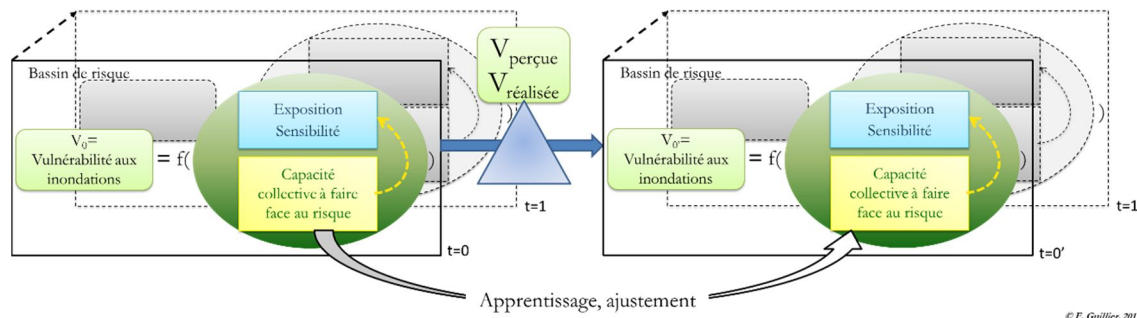 Bassin de risque
V₀=
Vulnérabilité aux
inondations
= f(
Exposition
Sensibilité
Capacité
collective à faire
face au risque
)
)
t=1
t=0
Vperçue
Vréalisée
Bassin de risque
V₀'=
Vulnérabilité aux
inondations
= f(
Exposition
Sensibilité
Capacité
collective à faire
face au risque
)
)
t=1
t=0'
Apprentissage, ajustement
© F. Guillier,